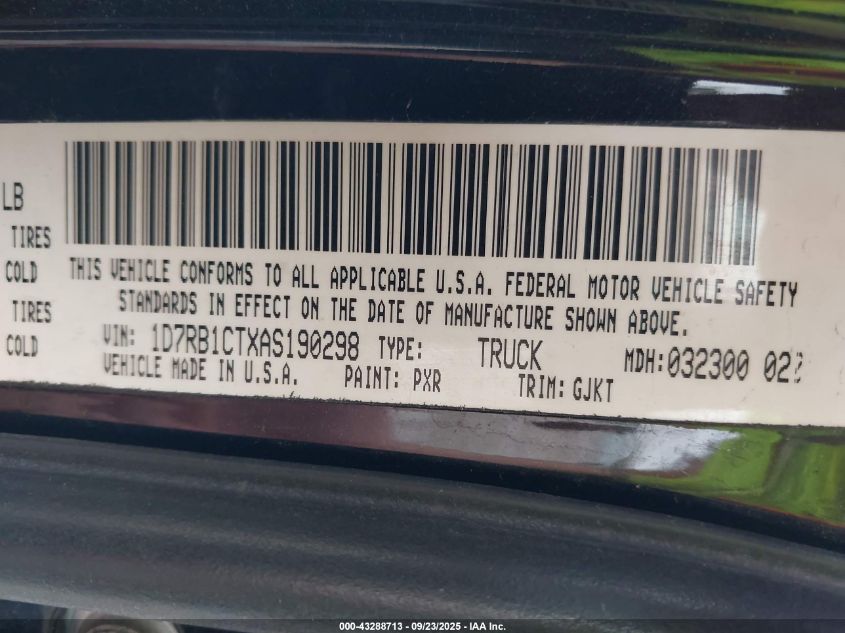 LB
TIRES
COLD
TIRES
COLD
THIS VEHICLE CONFORMS TO ALL APPLICABLE U.S.A. FEDERAL MOTOR VEHICLE SAFETY
STANDARDS IN EFFECT ON THE DATE OF MANUFACTURE SHOWN ABOVE.
VIN: 1D7RB1CTXAS190298 TYPE: TRUCK MDH: 032300
VEHICLE MADE IN U.S.A. PAINT: PXR TRIM: GJKT
000-43288713 - 09/23/2025 - IAA Inc.